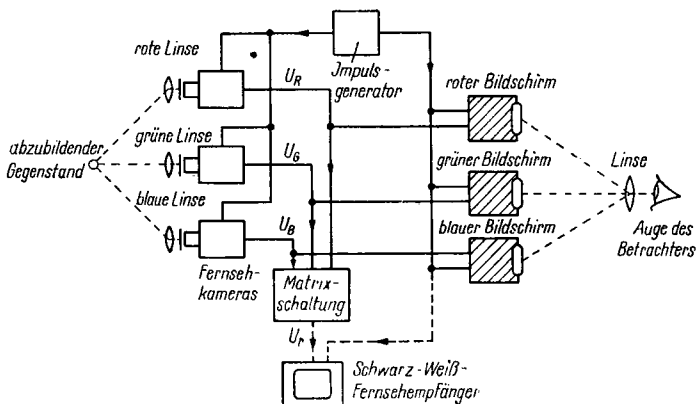 rote Linse
Impuls-
generator
roter Bildschirm
U_R
abzubildender
Gegenstand
grüne Linse
U_G
grüner Bildschirm
Linse
blaue Linse
U_B
blauer Bildschirm
Auge des
Betrachters
Fernseh-
kameras
Matrix-
schaltung
U_r
Schwarz-Weiß-
Fernsehempfänger